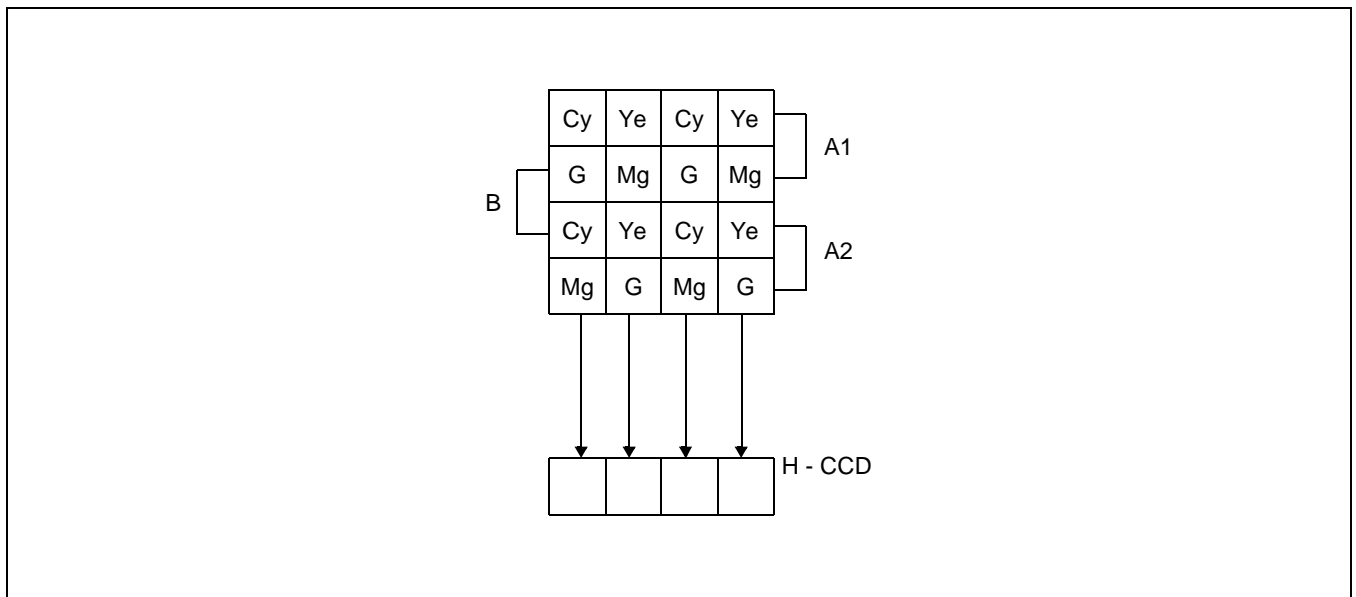 Cy Ye Cy Ye
A1
G Mg G Mg
B
Cy Ye Cy Ye
A2
Mg G Mg G
H - CCD